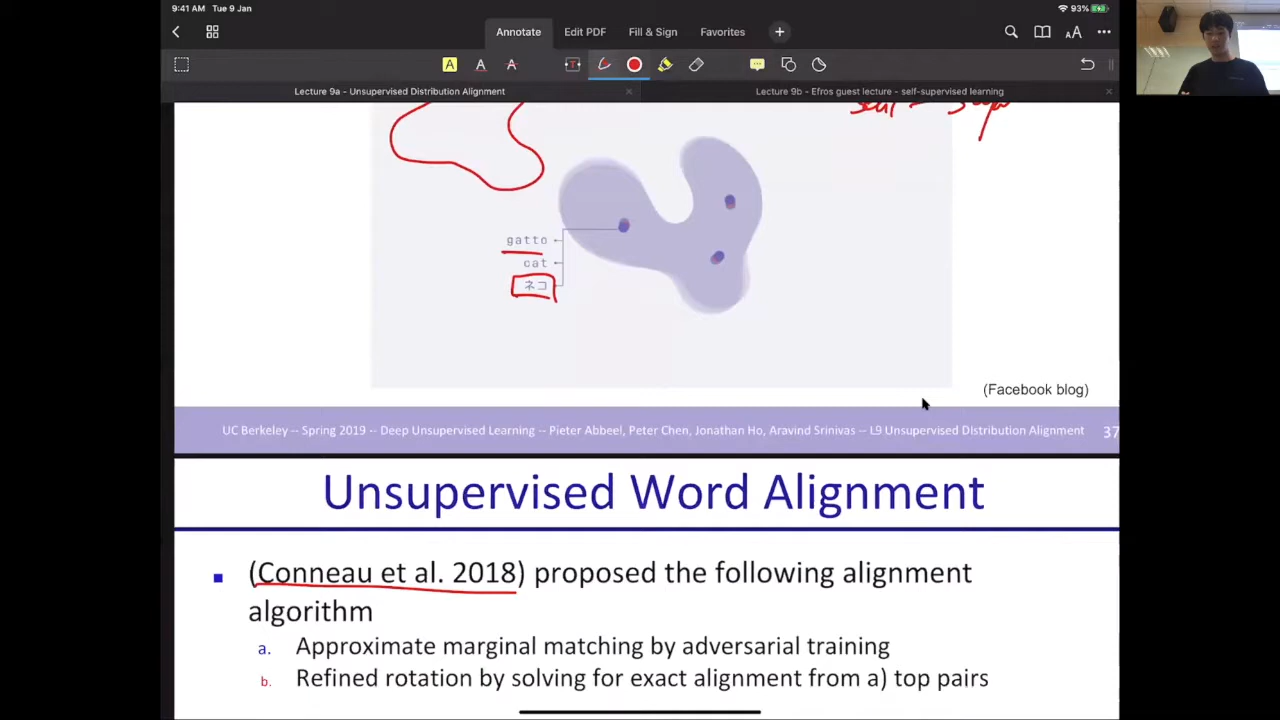 9:41 AM Tue 9 Jan
93%
Annotate Edit PDF Fill & Sign Favorites
Lecture 9a - Unsupervised Distribution Alignment
Lecture 9b - Efros guest lecture - self-supervised learning
gatto
cat
ネコ
(Facebook blog)
UC Berkeley -- Spring 2019 -- Deep Unsupervised Learning -- Pieter Abbeel, Peter Chen, Jonathan Ho, Aravind Srinivas -- L9 Unsupervised Distribution Alignment 37
Unsupervised Word Alignment
(Conneau et al. 2018) proposed the following alignment
algorithm
a. Approximate marginal matching by adversarial training
b. Refined rotation by solving for exact alignment from a) top pairs